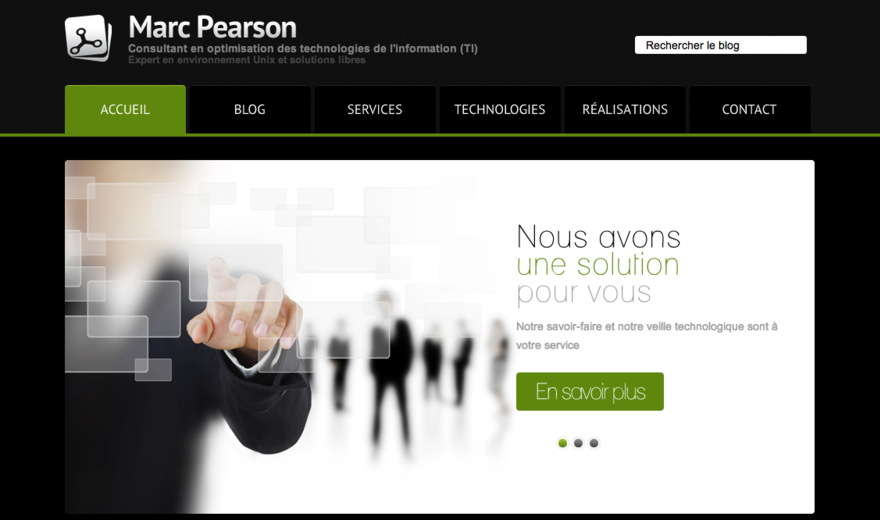 Marc Pearson
Consultant en optimisation des technologies de l'information (TI)
Expert en environnement Unix et solutions libres
Rechercher le blog
ACCUEIL
BLOG
SERVICES
TECHNOLOGIES
RÉALISATIONS
CONTACT
Nous avons
une solution
pour vous
Notre savoir-faire et notre veille technologique sont à
votre service
En savoir plus